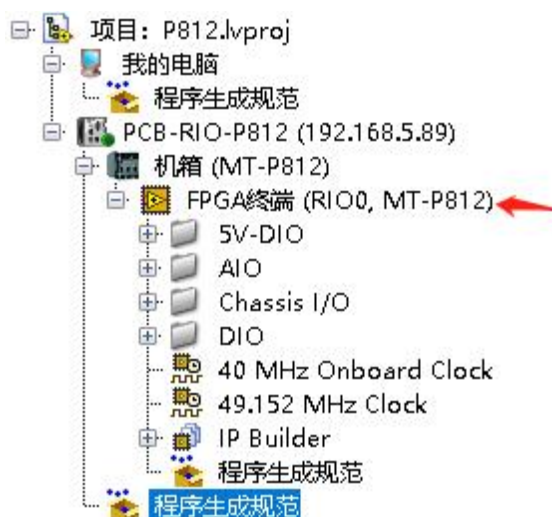 项目: P812.lvproj
我的电脑
程序生成规范
PCB-RIO-P812 (192.168.5.89)
机箱 (MT-P812)
FPGA终端 (RIO0, MT-P812)
5V-DIO
AIO
Chassis I/O
DIO
40 MHz Onboard Clock
49.152 MHz Clock
IP Builder
程序生成规范
程序生成规范